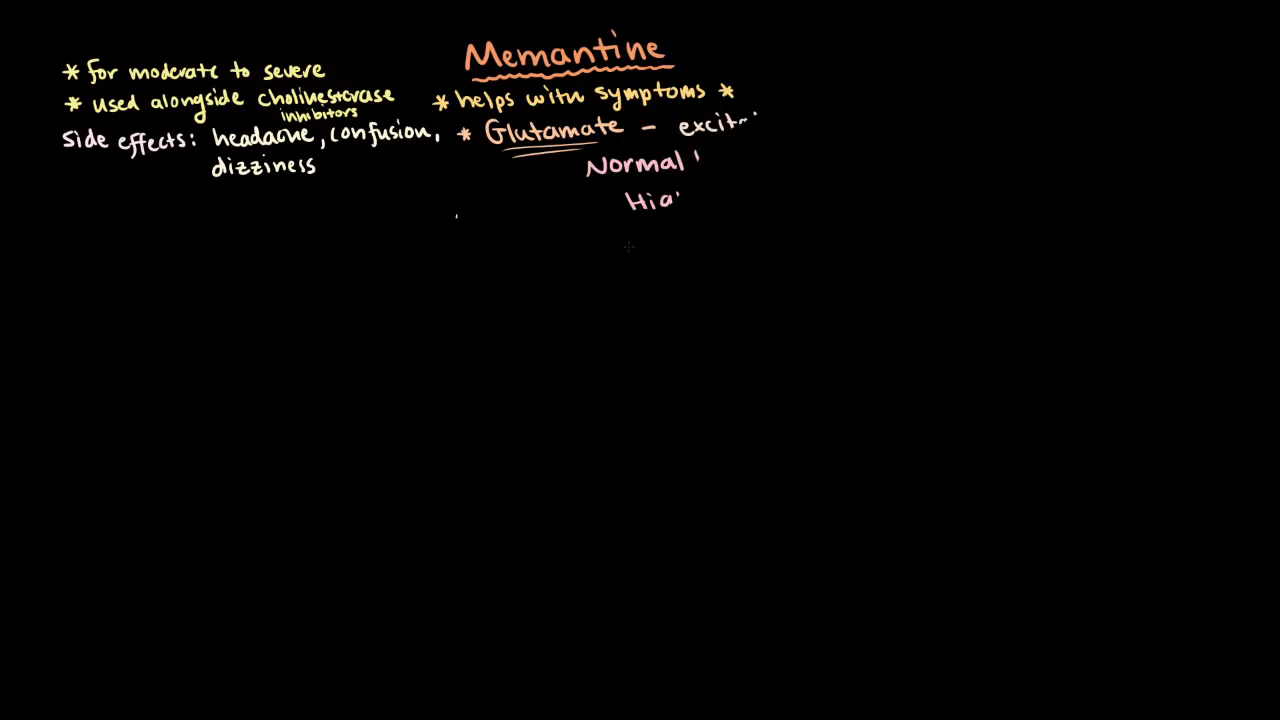 Memantine
* for moderate to severe
* used alongside cholinesterase
inhibitors
Side effects: headache, confusion,
dizziness
* helps with symptoms *
* Glutamate -
Normal